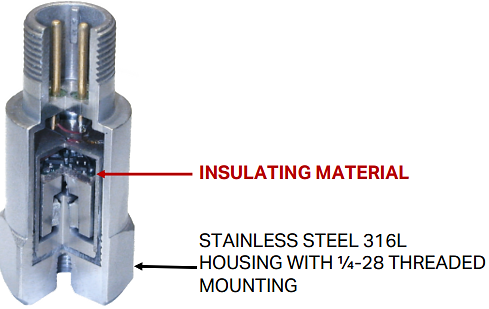 INSULATING MATERIAL
STAINLESS STEEL 316L
HOUSING WITH ¼-28 THREADED
MOUNTING